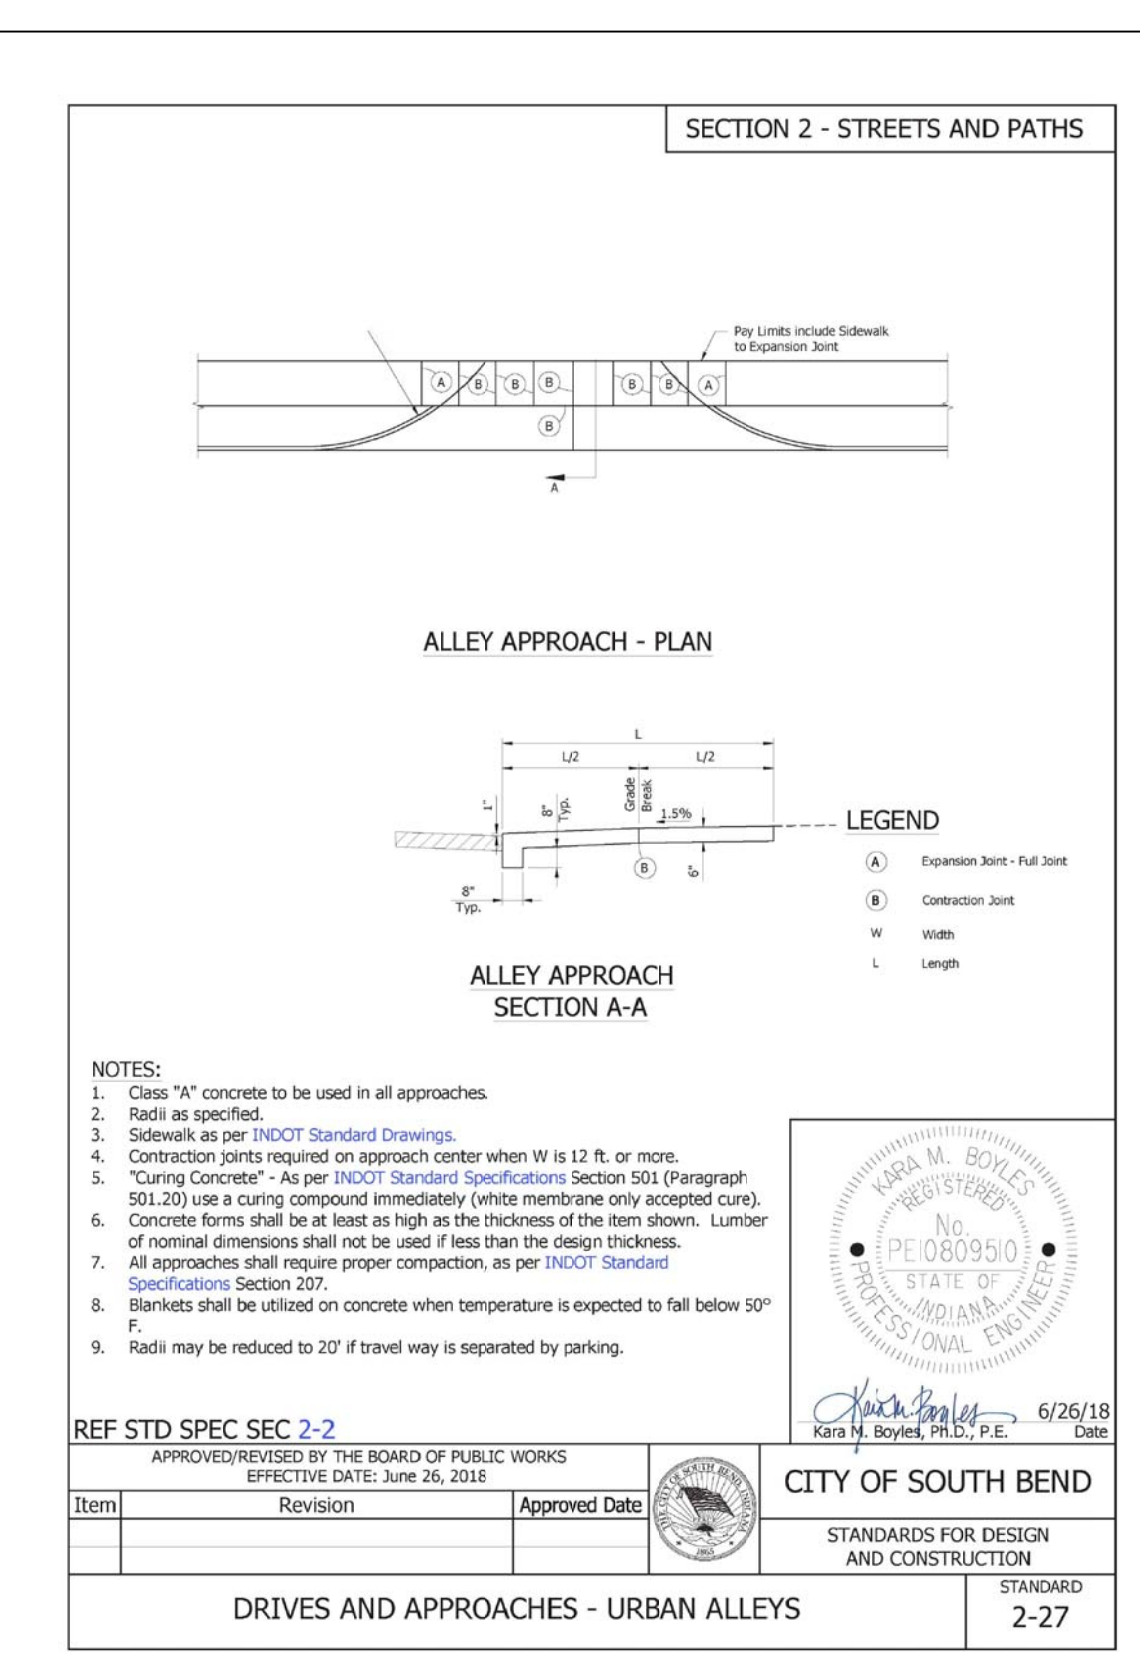 SECTION 2 - STREETS AND PATHS
Pay Limits include Sidewalk
to Expansion Joint
A
B
B
B
B
B
A
B
A
ALLEY APPROACH - PLAN
L
L/2
L/2
1"
8"
Typ.
Grade
Break
1.5%
B
6"
8"
Typ.
LEGEND
A Expansion Joint - Full Joint
B Contraction Joint
W Width
L Length
ALLEY APPROACH
SECTION A-A
NOTES:
1. Class "A" concrete to be used in all approaches.
2. Radii as specified.
3. Sidewalk as per INDOT Standard Drawings.
4. Contraction joints required on approach center when W is 12 ft. or more.
5. "Curing Concrete" - As per INDOT Standard Specifications Section 501 (Paragraph
501.20) use a curing compound immediately (white membrane only accepted cure).
6. Concrete forms shall be at least as high as the thickness of the item shown. Lumber
of nominal dimensions shall not be used if less than the design thickness.
7. All approaches shall require proper compaction, as per INDOT Standard
Specifications Section 207.
8. Blankets shall be utilized on concrete when temperature is expected to fall below 50°
F.
9. Radii may be reduced to 20' if travel way is separated by parking.
KARA M. BOYLES
REGISTERED
No.
PE10809510
STATE OF
INDIANA
PROFESSIONAL ENGINEER
Kara M. Boyles
6/26/18
Kara M. Boyles, Ph.D., P.E. Date
REF STD SPEC SEC 2-2
APPROVED/REVISED BY THE BOARD OF PUBLIC WORKS
EFFECTIVE DATE: June 26, 2018
Item Revision Approved Date
THE CITY OF SOUTH BEND, INDIANA
1865
CITY OF SOUTH BEND
STANDARDS FOR DESIGN
AND CONSTRUCTION
DRIVES AND APPROACHES - URBAN ALLEYS
STANDARD
2-27